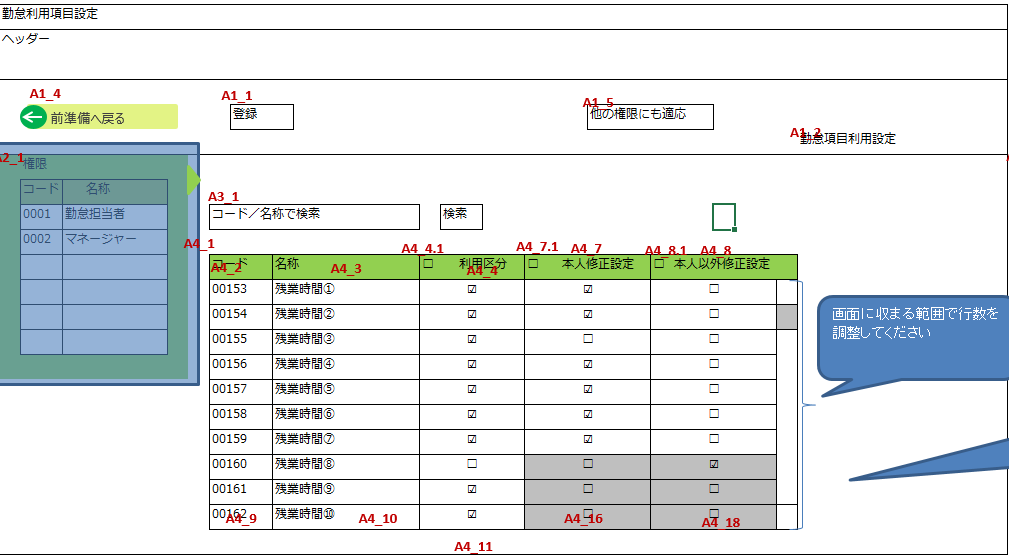 勤怠利用項目設定
ヘッダー
A1_4
A1_1
A1_5
前準備へ戻る
登録
他の権限にも適応
A1_2
勤怠項目利用設定
A2_1
権限
コード 名称
0001 勤怠担当者
0002 マネージャー
A3_1
コード／名称で検索
検索
A4_1
A4_4.1
A4_7.1
A4_7
A4_8.1
A4_8
コード 名称 □ 利用区分 □ 本人修正設定 □ 本人以外修正設定
A4_2
A4_3
A4_4
00153 残業時間① ☑ ☑ □
00154 残業時間② ☑ ☑ □
00155 残業時間③ ☑ □ □
00156 残業時間④ ☑ ☑ □
00157 残業時間⑤ ☑ ☑ □
00158 残業時間⑥ ☑ ☑ □
00159 残業時間⑦ ☑ ☑ □
00160 残業時間⑧ □ □ ☑
00161 残業時間⑨ ☑ □ □
00162 残業時間⑩ ☑ □ □
A4_9
A4_10
A4_16
A4_18
A4_11
画面に収まる範囲で行数を
調整してください